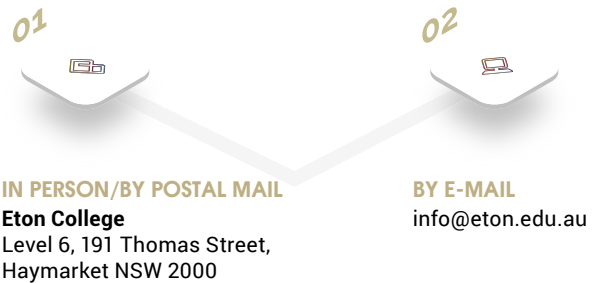 01
IN PERSON/BY POSTAL MAIL
Eton College
Level 6, 191 Thomas Street,
Haymarket NSW 2000
02
BY E-MAIL
info@eton.edu.au